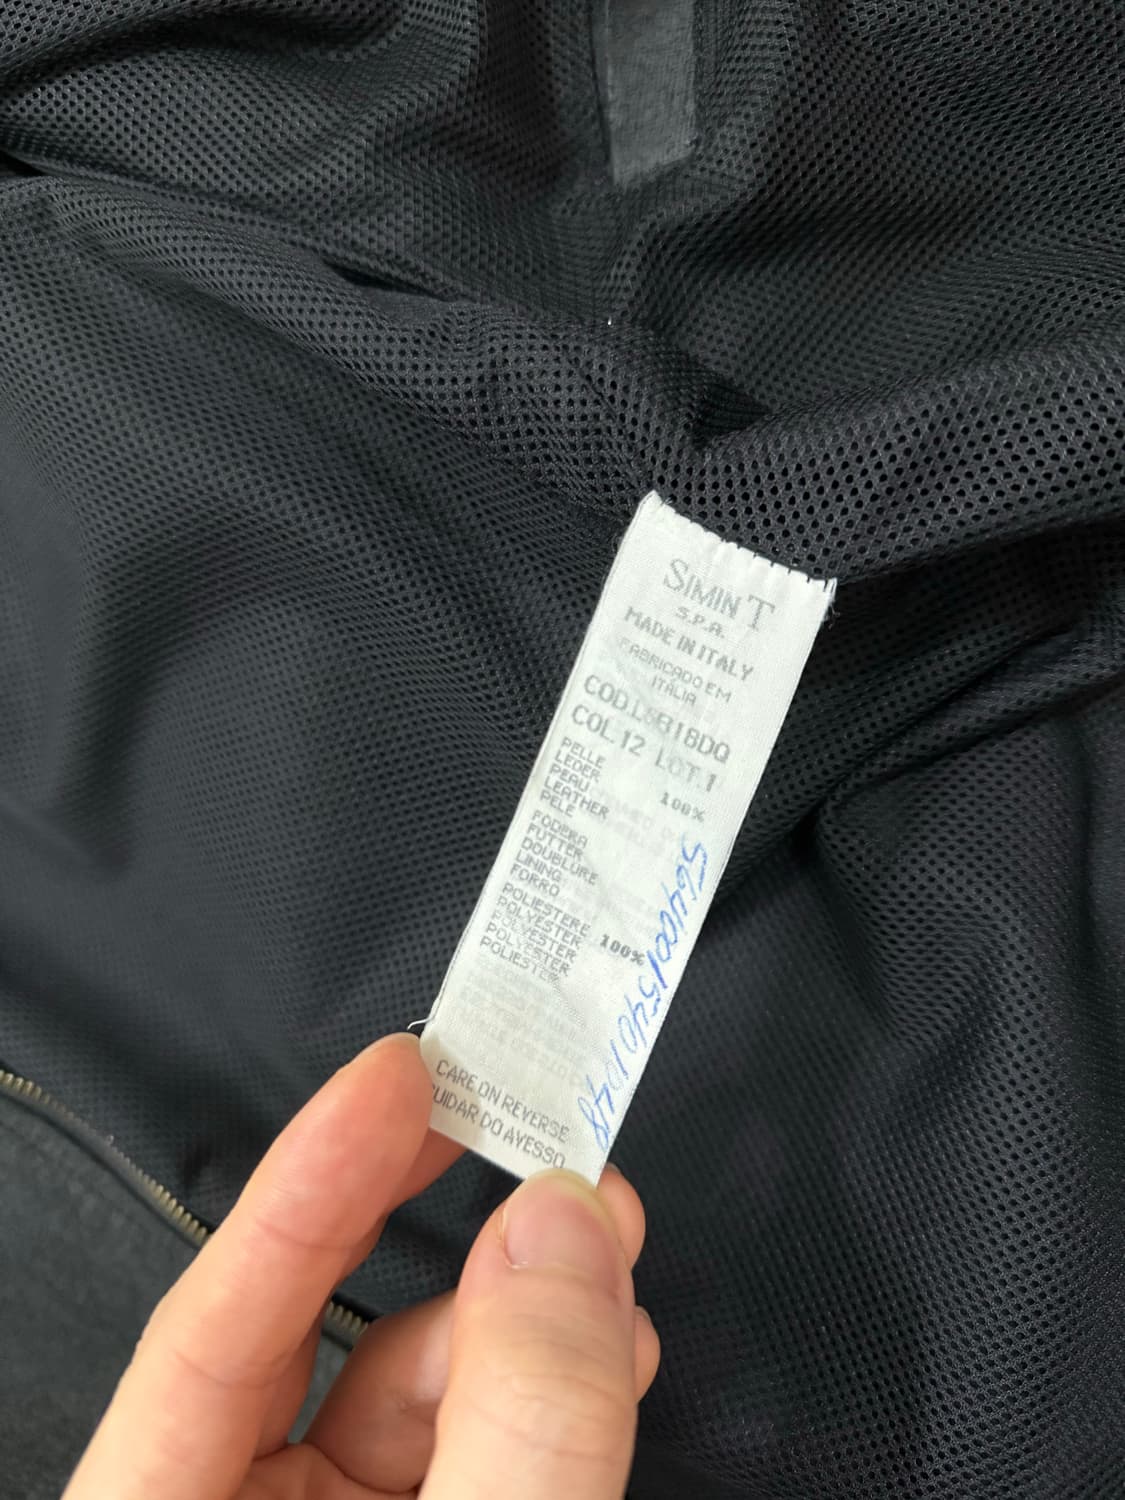 SIMINT
S.P.A.
MADE IN ITALY
FABRICADO EM
ITÁLIA
COD.L6B18DQ
COL.12 LOT.1
PELLE
LEDER
PEAU
LEATHER 100%
PELE
FODERA
FUTTER
DOUBLURE
LINING
FORRO
POLIESTERE
POLYESTER
POLYESTER 100%
POLYESTER
POLIESTER
CARE ON REVERSE
CUIDAR DO AVESSO